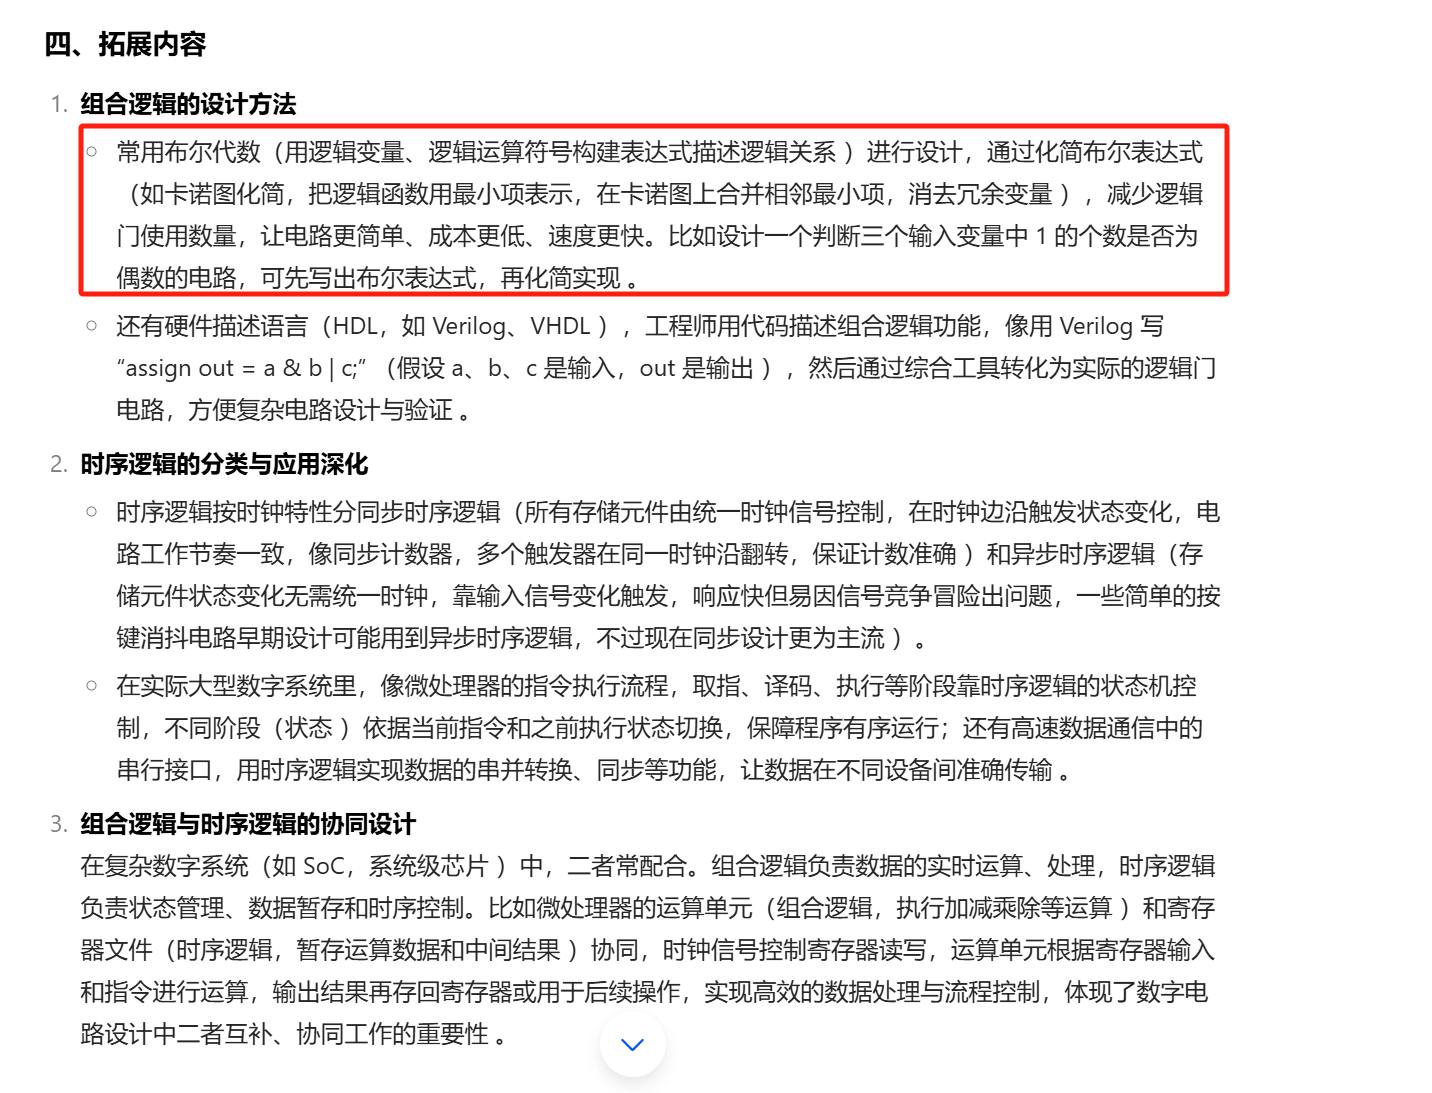 四、拓展内容
1. 组合逻辑的设计方法
○ 常用布尔代数（用逻辑变量、逻辑运算符号构建表达式描述逻辑关系 ）进行设计，通过化简布尔表达式
（如卡诺图化简，把逻辑函数用最小项表示，在卡诺图上合并相邻最小项，消去冗余变量 ），减少逻辑
门使用数量，让电路更简单、成本更低、速度更快。比如设计一个判断三个输入变量中 1 的个数是否为
偶数的电路，可先写出布尔表达式，再化简实现 。
○ 还有硬件描述语言（HDL，如 Verilog、VHDL ），工程师用代码描述组合逻辑功能，像用 Verilog 写
“assign out = a & b | c;” （假设 a、b、c 是输入，out 是输出 ），然后通过综合工具转化为实际的逻辑门
电路，方便复杂电路设计与验证 。
2. 时序逻辑的分类与应用深化
○ 时序逻辑按时钟特性分同步时序逻辑（所有存储元件由统一时钟信号控制，在时钟边沿触发状态变化，电
路工作节奏一致，像同步计数器，多个触发器在同一时钟沿翻转，保证计数准确 ）和异步时序逻辑（存
储元件状态变化无需统一时钟，靠输入信号变化触发，响应快但易因信号竞争冒险出问题，一些简单的按
键消抖电路早期设计可能用到异步时序逻辑，不过现在同步设计更为主流 ）。
○ 在实际大型数字系统里，像微处理器的指令执行流程，取指、译码、执行等阶段靠时序逻辑的状态机控
制，不同阶段（状态 ）依据当前指令和之前执行状态切换，保障程序有序运行；还有高速数据通信中的
串行接口，用时序逻辑实现数据的串并转换、同步等功能，让数据在不同设备间准确传输 。
3. 组合逻辑与时序逻辑的协同设计
在复杂数字系统（如 SoC，系统级芯片 ）中，二者常配合。组合逻辑负责数据的实时运算、处理，时序逻辑
负责状态管理、数据暂存和时序控制。比如微处理器的运算单元（组合逻辑，执行加减乘除等运算 ）和寄存
器文件（时序逻辑，暂存运算数据和中间结果 ）协同，时钟信号控制寄存器读写，运算单元根据寄存器输入
和指令进行运算，输出结果再存回寄存器或用于后续操作，实现高效的数据处理与流程控制，体现了数字电
路设计中二者互补、协同工作的重要性 。